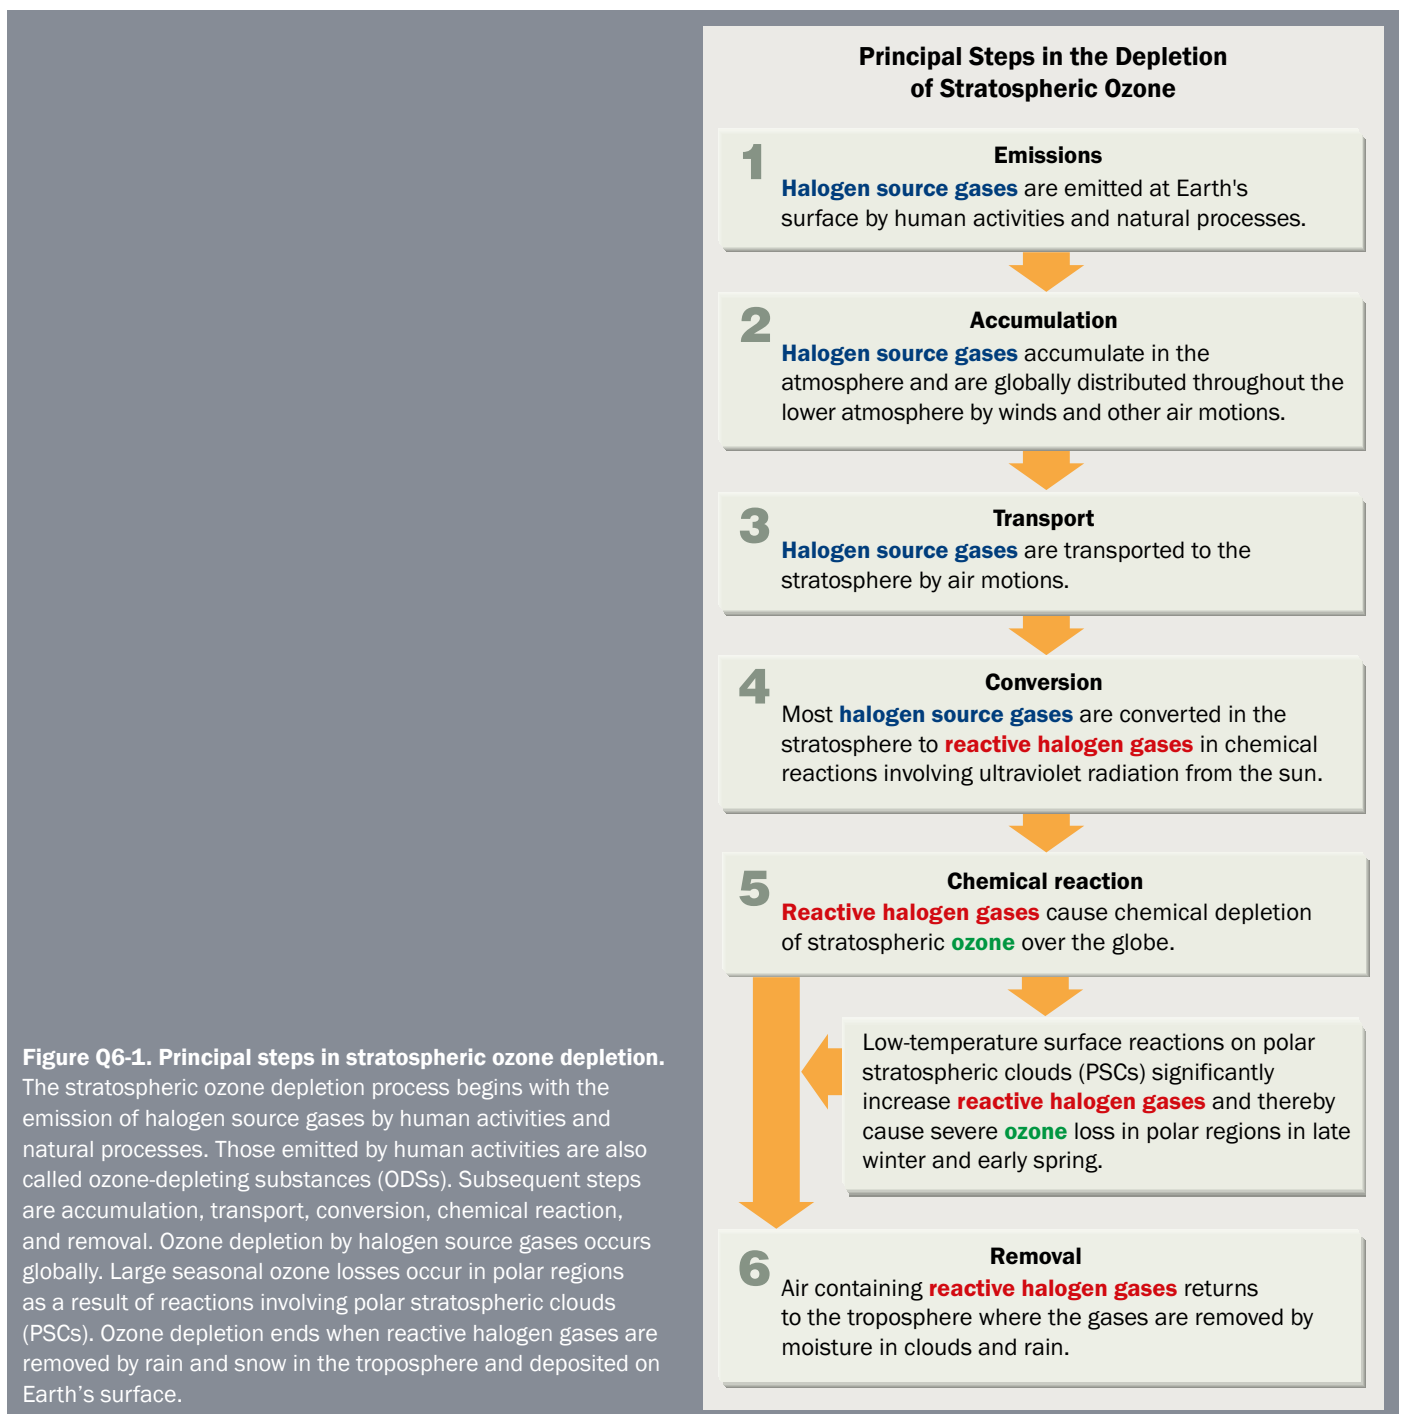 Principal Steps in the Depletion
of Stratospheric Ozone
1
Emissions
Halogen source gases are emitted at Earth's
surface by human activities and natural processes.
2
Accumulation
Halogen source gases accumulate in the
atmosphere and are globally distributed throughout the
lower atmosphere by winds and other air motions.
3
Transport
Halogen source gases are transported to the
stratosphere by air motions.
4
Conversion
Most halogen source gases are converted in the
stratosphere to reactive halogen gases in chemical
reactions involving ultraviolet radiation from the sun.
5
Chemical reaction
Reactive halogen gases cause chemical depletion
of stratospheric ozone over the globe.
Low-temperature surface reactions on polar
stratospheric clouds (PSCs) significantly
increase reactive halogen gases and thereby
cause severe ozone loss in polar regions in late
winter and early spring.
6
Removal
Air containing reactive halogen gases returns
to the troposphere where the gases are removed by
moisture in clouds and rain.
Figure Q6-1. Principal steps in stratospheric ozone depletion.
The stratospheric ozone depletion process begins with the
emission of halogen source gases by human activities and
natural processes. Those emitted by human activities are also
called ozone-depleting substances (ODSs). Subsequent steps
are accumulation, transport, conversion, chemical reaction,
and removal. Ozone depletion by halogen source gases occurs
globally. Large seasonal ozone losses occur in polar regions
as a result of reactions involving polar stratospheric clouds
(PSCs). Ozone depletion ends when reactive halogen gases are
removed by rain and snow in the troposphere and deposited on
Earth’s surface.